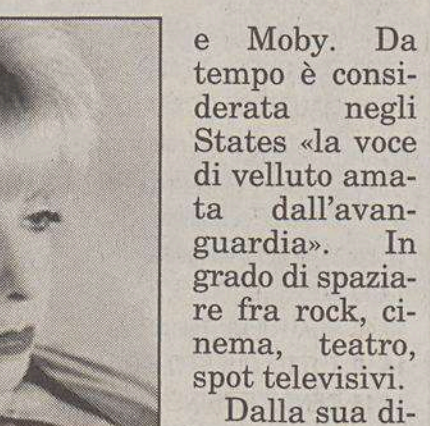 e Moby. Da
tempo è consi-
derata negli
States «la voce
di velluto ama-
ta dall'avan-
guardia». In
grado di spazia-
re fra rock, ci-
nema, teatro,
spot televisivi.
Dalla sua di-